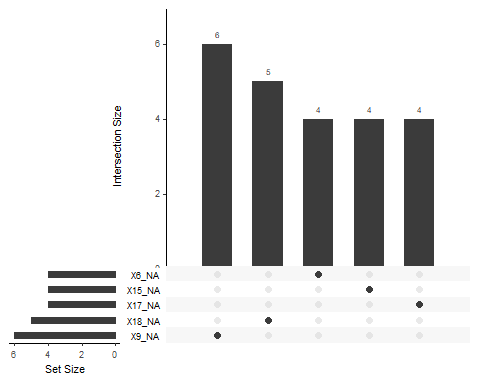 6
5
4
4
4
6
4
2
0
Intersection Size
X6_NA
X15_NA
X17_NA
X18_NA
X9_NA
6 4 2 0
Set Size